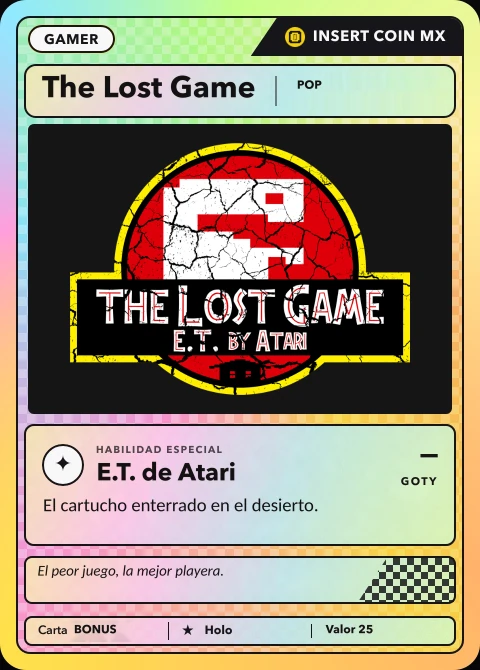 GAMER
INSERT COIN MX
The Lost Game
POP
THE LOST GAME
E.T. BY ATARI
HABILIDAD ESPECIAL
E.T. de Atari
—
GOTY
El cartucho enterrado en el desierto.
El peor juego, la mejor playera.
Carta BONUS
★ Holo
Valor 25